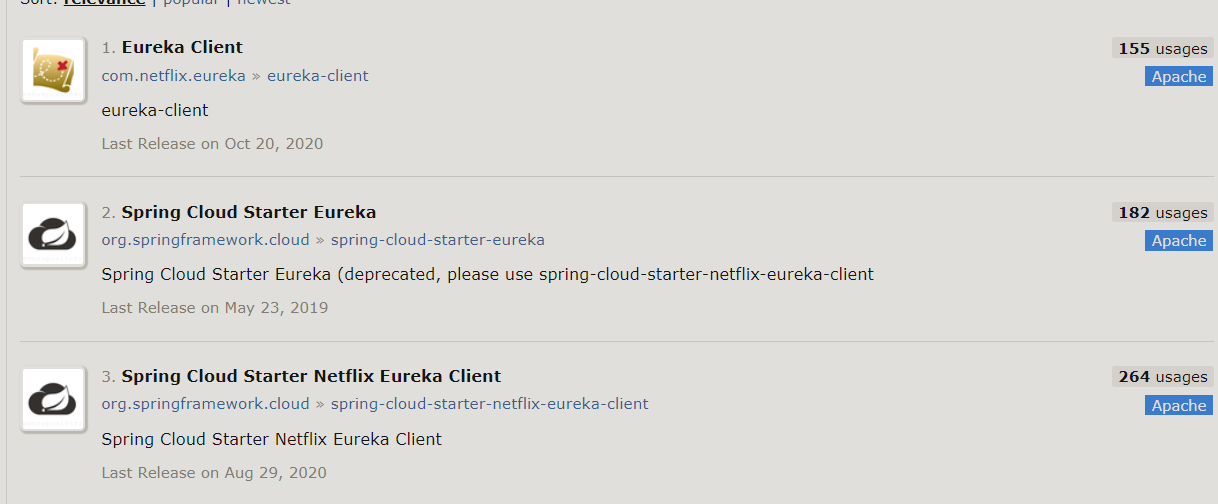 Sort: relevance | popular | newest
1. Eureka Client
155 usages
com.netflix.eureka » eureka-client
Apache
eureka-client
Last Release on Oct 20, 2020
2. Spring Cloud Starter Eureka
182 usages
org.springframework.cloud » spring-cloud-starter-eureka
Apache
Spring Cloud Starter Eureka (deprecated, please use spring-cloud-starter-netflix-eureka-client
Last Release on May 23, 2019
3. Spring Cloud Starter Netflix Eureka Client
264 usages
org.springframework.cloud » spring-cloud-starter-netflix-eureka-client
Apache
Spring Cloud Starter Netflix Eureka Client
Last Release on Aug 29, 2020